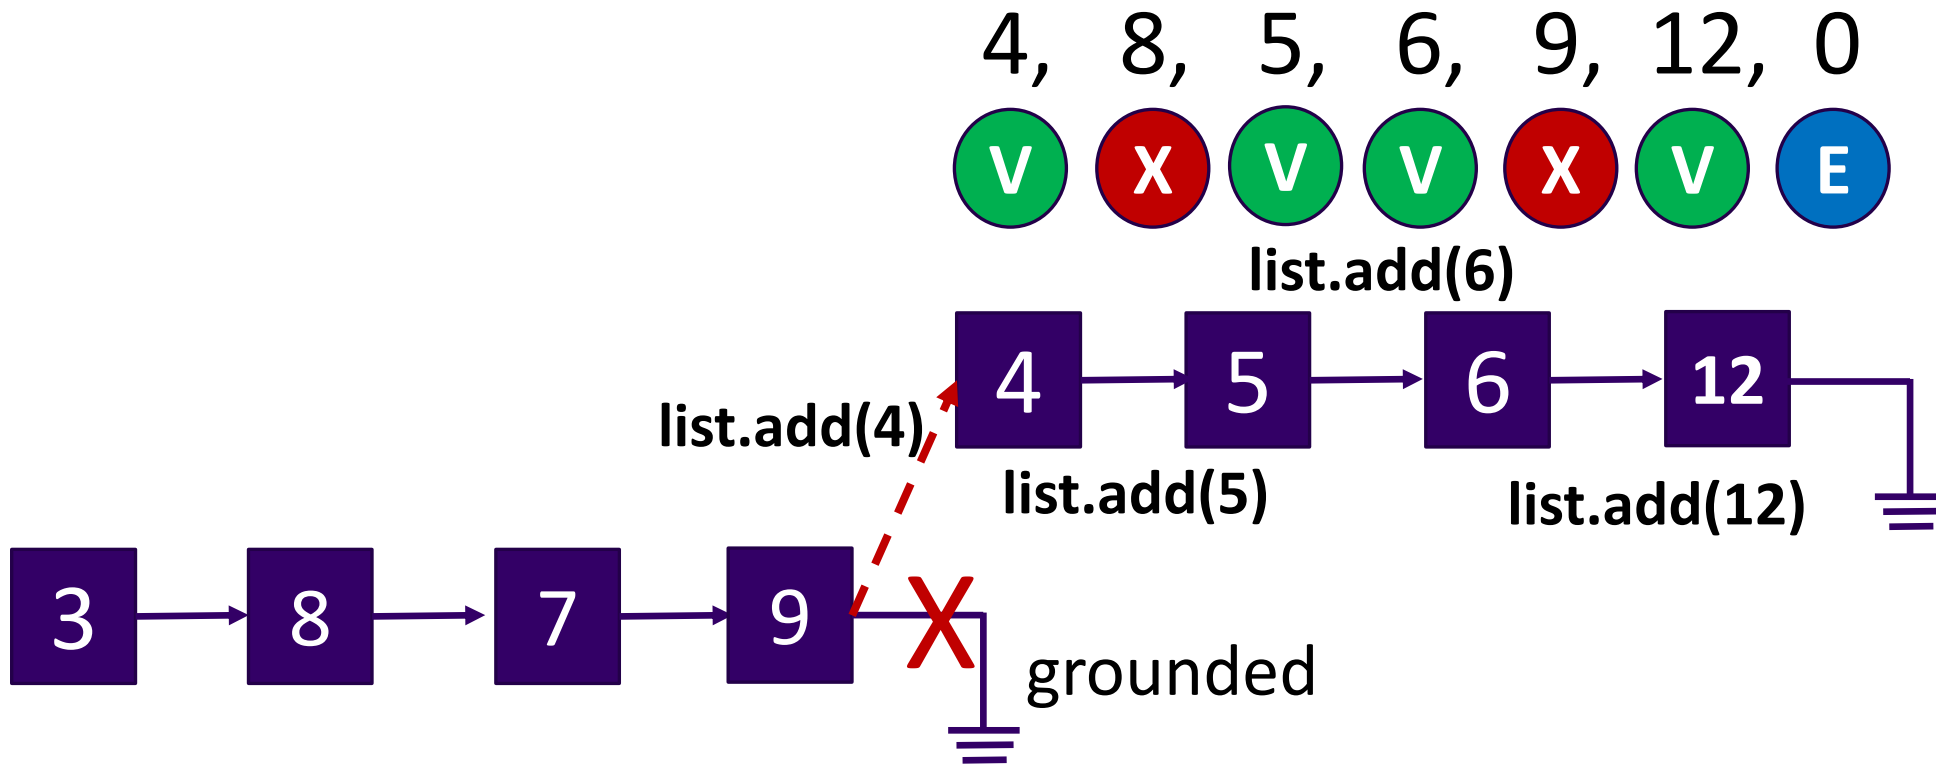 4, 8, 5, 6, 9, 12, 0
V X V V X V E
list.add(6)
4 5 6 12
list.add(4)
list.add(5) list.add(12)
3 8 7 9 X
grounded